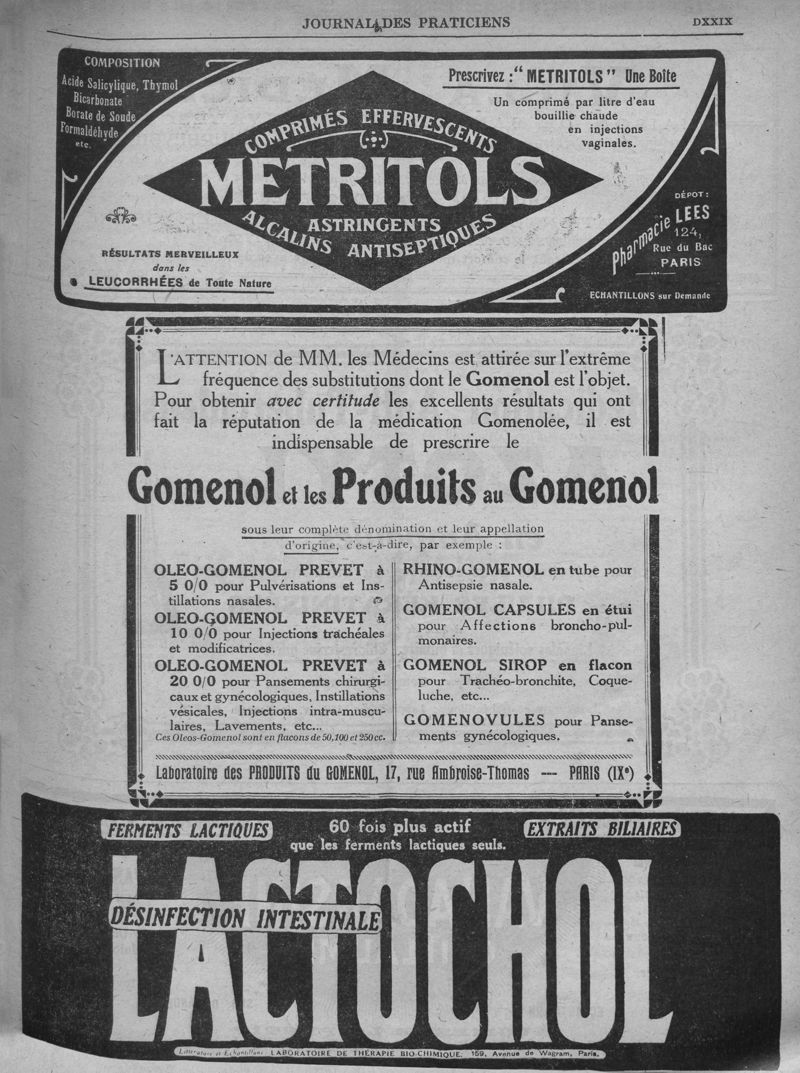 JOURNAL DES PRATICIENS
DXXIX
COMPOSITION
Acide Salicylique, Thymol
Bicarbonate
Borate de Soude
Formaldéhyde
etc.
Prescrivez : "METRITOLS" Une Boîte
Un comprimé par litre d'eau
bouillie chaude
en injections
vaginales.
COMPRIMÉS EFFERVESCENTS
METRITOLS
ASTRINGENTS
ALCALINS ANTISEPTIQUES
RÉSULTATS MERVEILLEUX
dans les
LEUCORRHÉES de Toute Nature
DÉPOT :
Pharmacie LEES
124,
Rue du Bac
PARIS
ECHANTILLONS sur Demande
L'ATTENTION de MM. les Médecins est attirée sur l'extrême
fréquence des substitutions dont le Gomenol est l'objet.
Pour obtenir avec certitude les excellents résultats qui ont
fait la réputation de la médication Gomenolée, il est
indispensable de prescrire le
Gomenol et les Produits au Gomenol
sous leur complète dénomination et leur appellation
d'origine, c'est-à-dire, par exemple :
OLEO-GOMENOL PREVET à
5 0/0 pour Pulvérisations et Ins-
tillations nasales.
OLEO-GOMENOL PREVET à
10 0/0 pour Injections trachéales
et modificatrices.
OLEO-GOMENOL PREVET à
20 0/0 pour Pansements chirurgi-
caux et gynécologiques, Instillations
vésicales, Injections intra-muscu-
laires, Lavements, etc...
Ces Oleos-Gomenol sont en flacons de 50, 100 et 250 cc.
RHINO-GOMENOL en tube pour
Antisepsie nasale.
GOMENOL CAPSULES en étui
pour Affections broncho-pul-
monaires.
GOMENOL SIROP en flacon
pour Trachéo-bronchite, Coque-
luche, etc...
GOMENOVULES pour Panse-
ments gynécologiques.
Laboratoire des PRODUITS du GOMENOL, 17, rue Ambroise-Thomas — PARIS (IXe)
FERMENTS LACTIQUES
60 fois plus actif
que les ferments lactiques seuls.
EXTRAITS BILIAIRES
LACTOCHOL
DÉSINFECTION INTESTINALE
Littérature et Échantillons LABORATOIRE DE THÉRAPIE BIO-CHIMIQUE, 159, Avenue de Wagram, Paris.